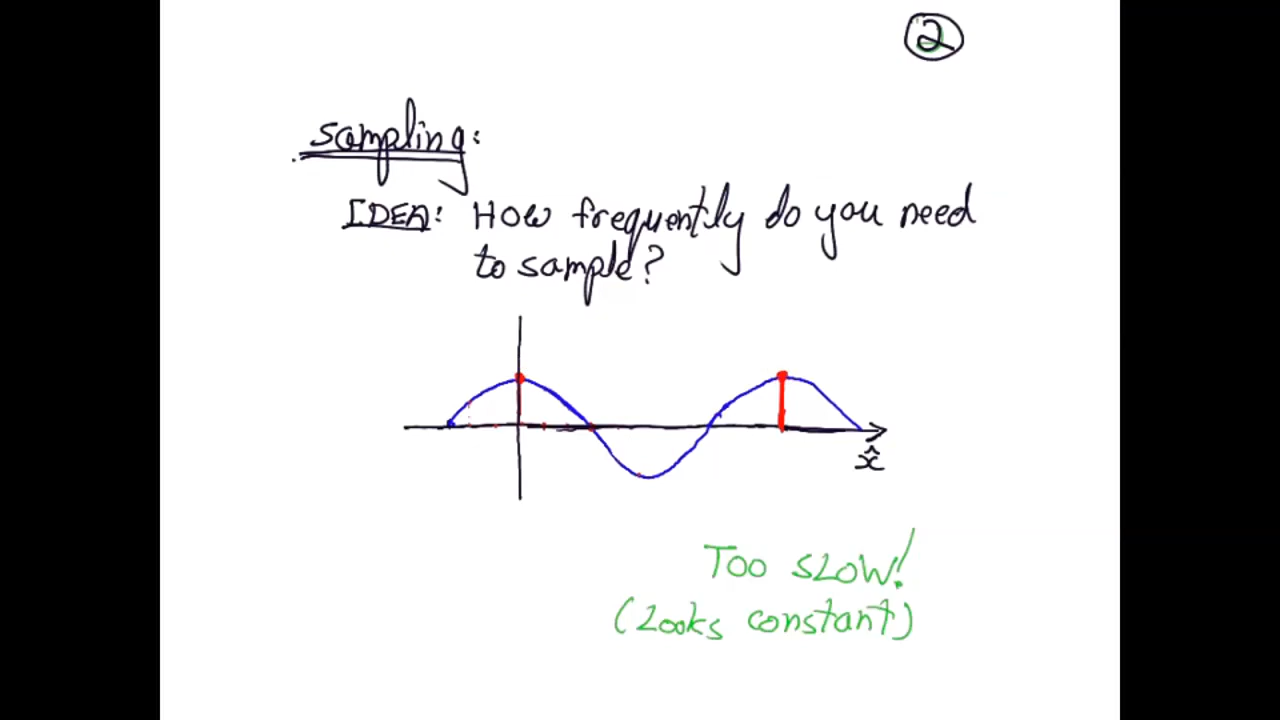 2
Sampling:
IDEA: How frequently do you need
to sample?
x̂
TOO SLOW!
(Looks constant)